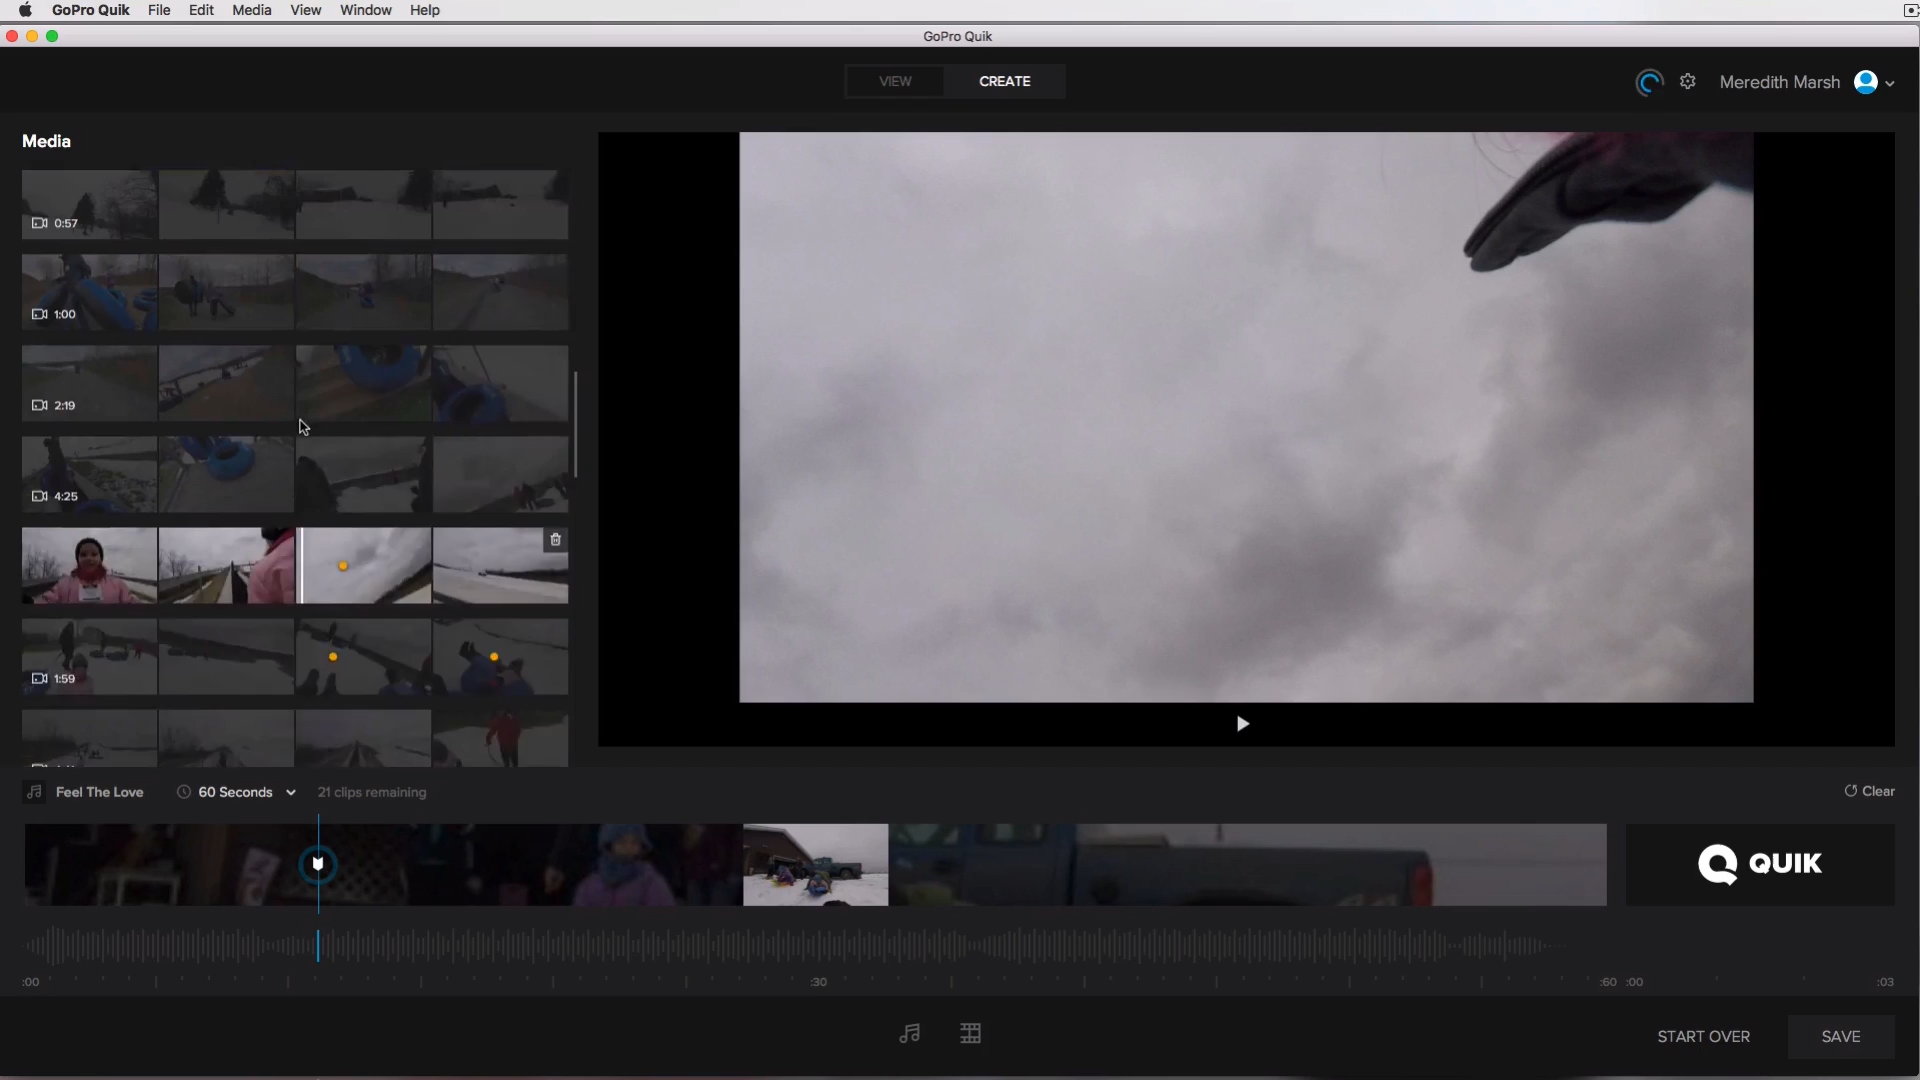 GoPro Quik File Edit Media View Window Help
GoPro Quik
VIEW CREATE
Meredith Marsh
Media
0:57
1:00
2:19
4:25
1:59
Feel The Love 60 Seconds 21 clips remaining Clear
QUIK
:00 :30 :60 :00 :03
START OVER SAVE